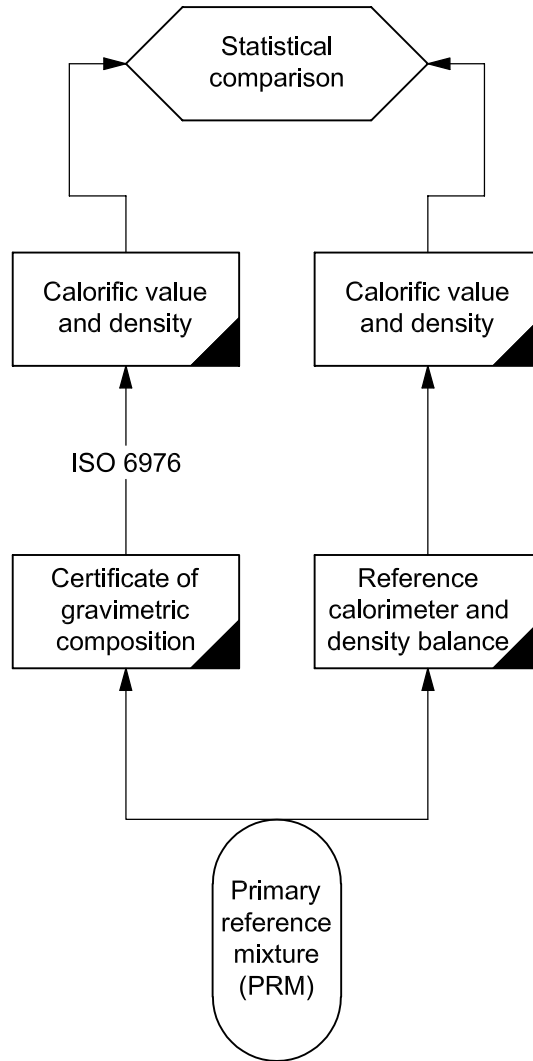 Statistical
comparison
Calorific value
and density
Calorific value
and density
ISO 6976
Certificate of
gravimetric
composition
Reference
calorimeter and
density balance
Primary
reference
mixture
(PRM)